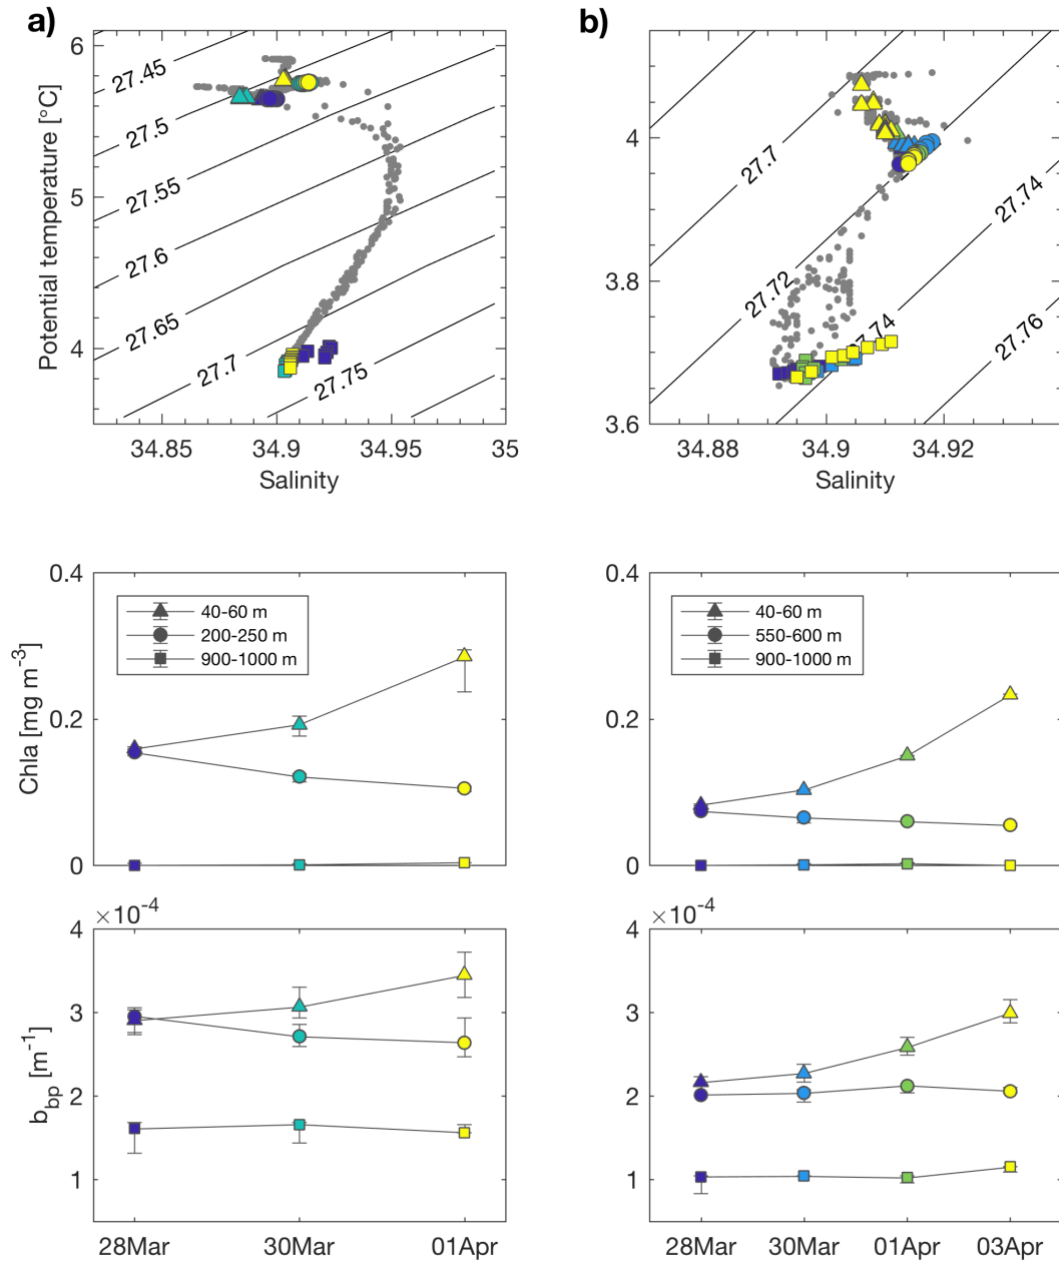 a)
b)
6
5
4
Potential temperature [°C]
27.45
27.5
27.55
27.6
27.65
27.7
27.75
34.85
34.9
34.95
35
Salinity
4
3.8
3.6
27.7
27.72
27.74
27.74
27.76
34.88
34.9
34.92
Salinity
0.4
0.2
0
Chla [mg m-3]
40-60 m
200-250 m
900-1000 m
0.4
0.2
0
40-60 m
550-600 m
900-1000 m
×10-4
4
3
2
1
bbp [m-1]
28Mar
30Mar
01Apr
×10-4
4
3
2
1
28Mar
30Mar
01Apr
03Apr